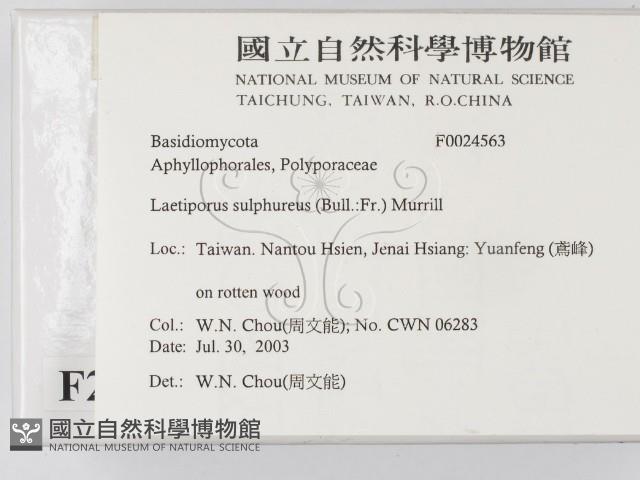 國立自然科學博物館
NATIONAL MUSEUM OF NATURAL SCIENCE
TAICHUNG, TAIWAN, R.O.CHINA
Basidiomycota F0024563
Aphyllophorales, Polyporaceae
Laetiporus sulphureus (Bull.:Fr.) Murrill
Loc.: Taiwan. Nantou Hsien, Jenai Hsiang: Yuanfeng (鳶峰)
on rotten wood
Col.: W.N. Chou(周文能); No. CWN 06283
Date: Jul. 30, 2003
Det.: W.N. Chou(周文能)
國立自然科學博物館
NATIONAL MUSEUM OF NATURAL SCIENCE